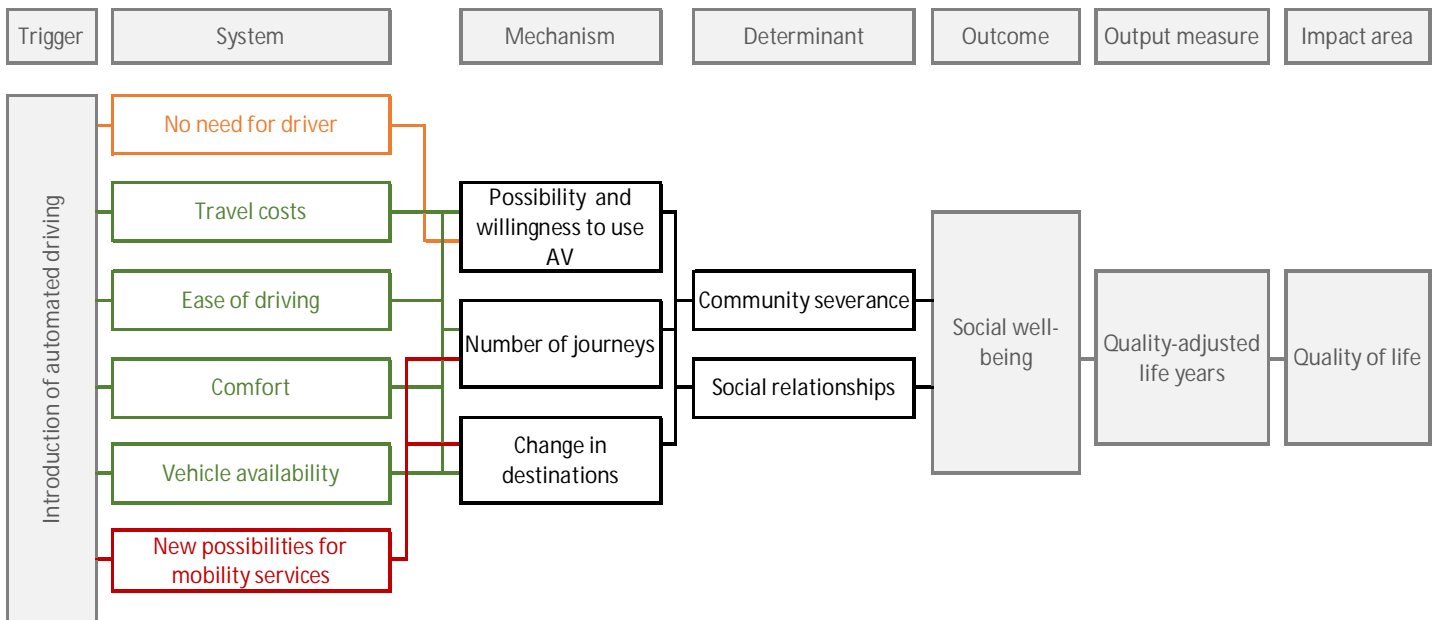 Trigger
System
Mechanism
Determinant
Outcome
Output measure
Impact area
Introduction of automated driving
No need for driver
Travel costs
Ease of driving
Comfort
Vehicle availability
New possibilities for
mobility services
Possibility and
willingness to use
AV
Number of journeys
Change in
destinations
Community severance
Social relationships
Social well-
being
Quality-adjusted
life years
Quality of life